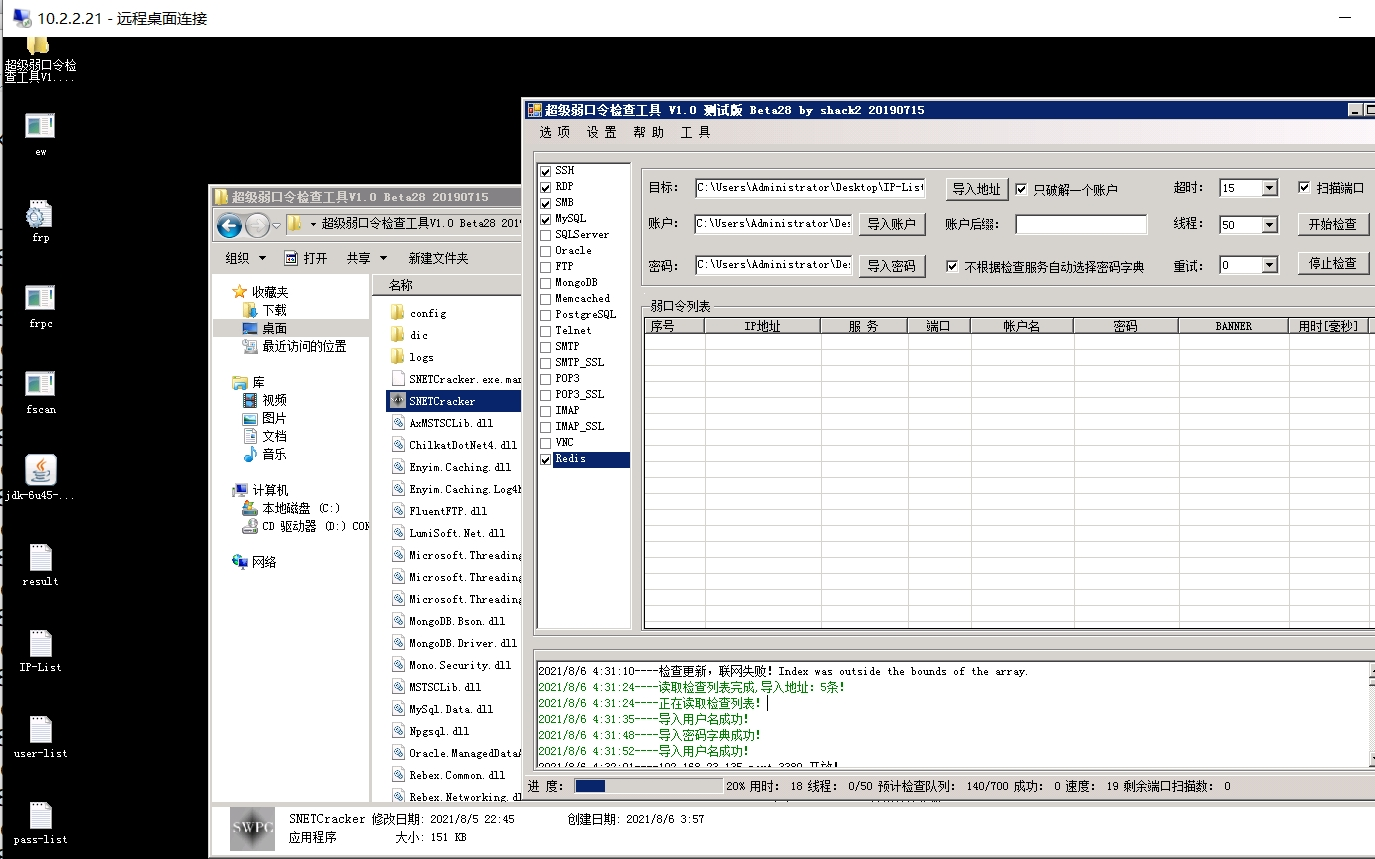 10.2.2.21 - 远程桌面连接
超级弱口令检
查工具V1....
ew
frp
frpc
fscan
jdk-6u45-...
result
IP-List
user-list
pass-list
超级弱口令检查工具V1.0 Beta28 20190715
超级弱口令检查工具V1.0 Beta28 201
组织 打开 共享 新建文件夹
收藏夹
下载
桌面
最近访问的位置
库
视频
图片
文档
音乐
计算机
本地磁盘 (C:)
CD 驱动器 (D:) COM
网络
名称
config
dic
logs
SNETCracker.exe.man
SNETCracker
AxMSTSCLib.dll
ChilkatDotNet4.dll
Enyim.Caching.dll
Enyim.Caching.Log4N
FluentFTP.dll
LumiSoft.Net.dll
Microsoft.Threading
Microsoft.Threading
Microsoft.Threading
MongoDB.Bson.dll
MongoDB.Driver.dll
Mono.Security.dll
MSTSCLib.dll
MySql.Data.dll
Npgsql.dll
Oracle.ManagedDataA
Rebex.Common.dll
Rebex.Networking.dl
SWPC
SNETCracker 修改日期: 2021/8/5 22:45 创建日期: 2021/8/6 3:57
应用程序 大小: 151 KB
超级弱口令检查工具 V1.0 测试版 Beta28 by shack2 20190715
选项 设置 帮助 工具
SSH
RDP
SMB
MySQL
SQLServer
Oracle
FTP
MongoDB
Memcached
PostgreSQL
Telnet
SMTP
SMTP_SSL
POP3
POP3_SSL
IMAP
IMAP_SSL
VNC
Redis
目标: C:\Users\Administrator\Desktop\IP-List 导入地址 只破解一个账户 超时: 15 扫描端口
账户: C:\Users\Administrator\Des 导入账户 账户后缀: 线程: 50 开始检查
密码: C:\Users\Administrator\Des 导入密码 不根据检查服务自动选择密码字典 重试: 0 停止检查
弱口令列表
序号 IP地址 服务 端口 帐户名 密码 BANNER 用时[毫秒]
2021/8/6 4:31:10----检查更新，联网失败！Index was outside the bounds of the array.
2021/8/6 4:31:24----读取检查列表完成,导入地址：5条！
2021/8/6 4:31:24----正在读取检查列表！
2021/8/6 4:31:35----导入用户名成功！
2021/8/6 4:31:48----导入密码字典成功！
2021/8/6 4:31:52----导入用户名成功！
进度： 20% 用时： 18 线程： 0/50 预计检查队列： 140/700 成功： 0 速度： 19 剩余端口扫描数： 0